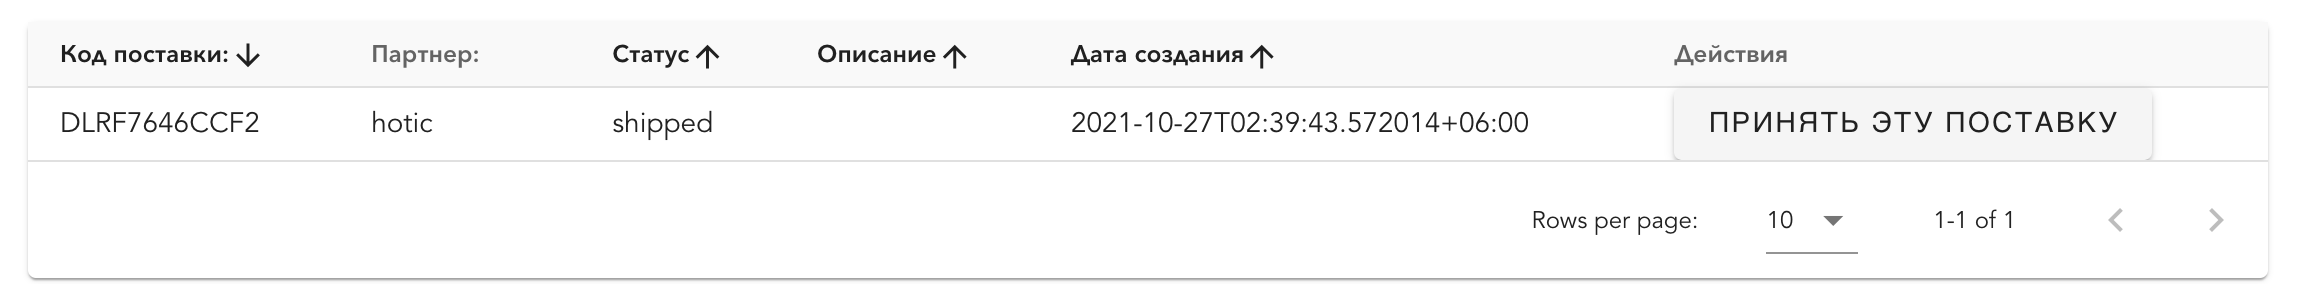 Код поставки: Партнер: Статус Описание Дата создания Действия
DLRF7646CCF2 hotic shipped 2021-10-27T02:39:43.572014+06:00 ПРИНЯТЬ ЭТУ ПОСТАВКУ
Rows per page: 10 1-1 of 1